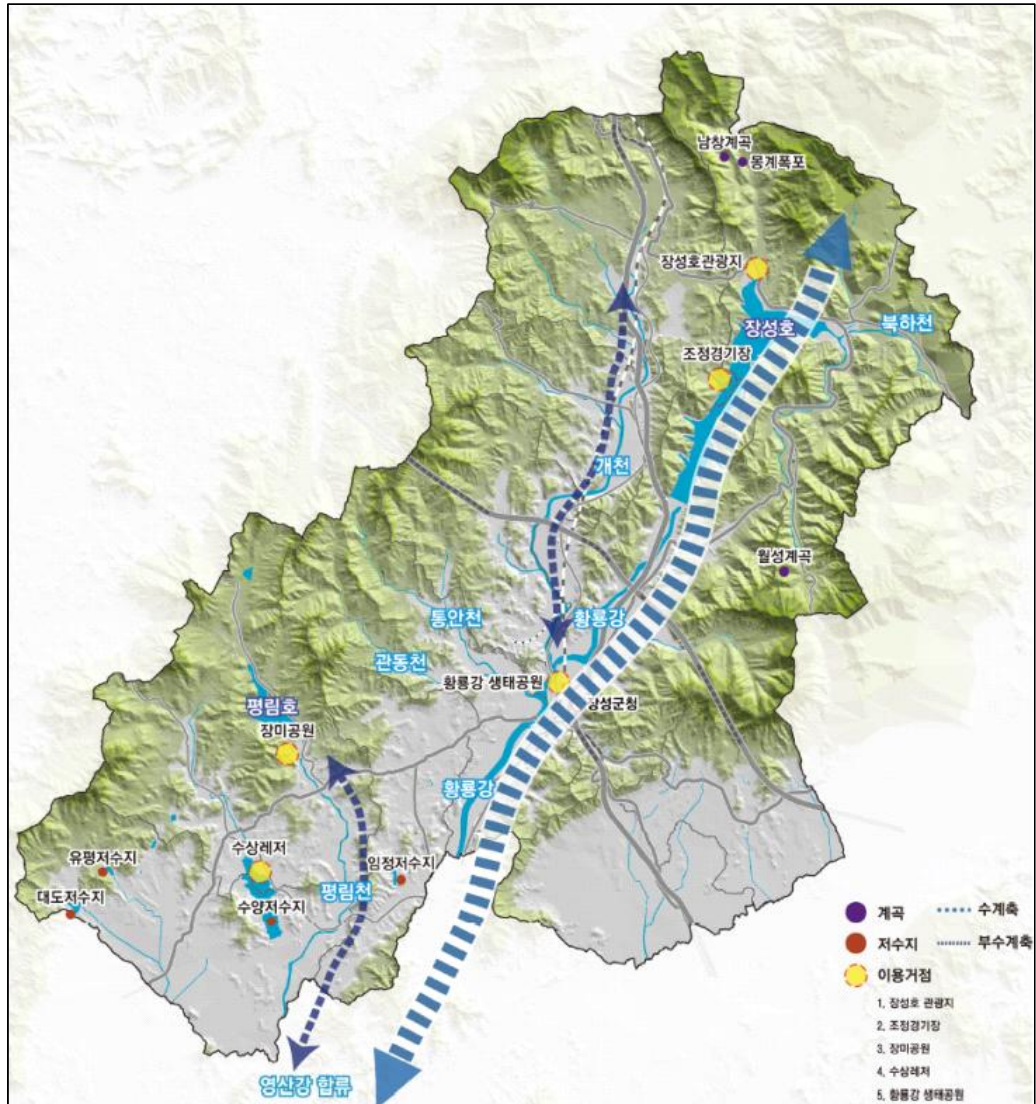 남창계곡
몽계폭포
장성호관광지
장성호
북하천
조정경기장
개천
월성계곡
통안천
황룡강
관동천
황룡강 생태공원
장성군청
평림호
장미공원
황룡강
수상레저
임정저수지
유평저수지
평림천
대도저수지
수양저수지
영산강 합류
계곡
수계축
저수지
부수계축
이용거점
1. 장성호 관광지
2. 조정경기장
3. 장미공원
4. 수상레저
5. 황룡강 생태공원